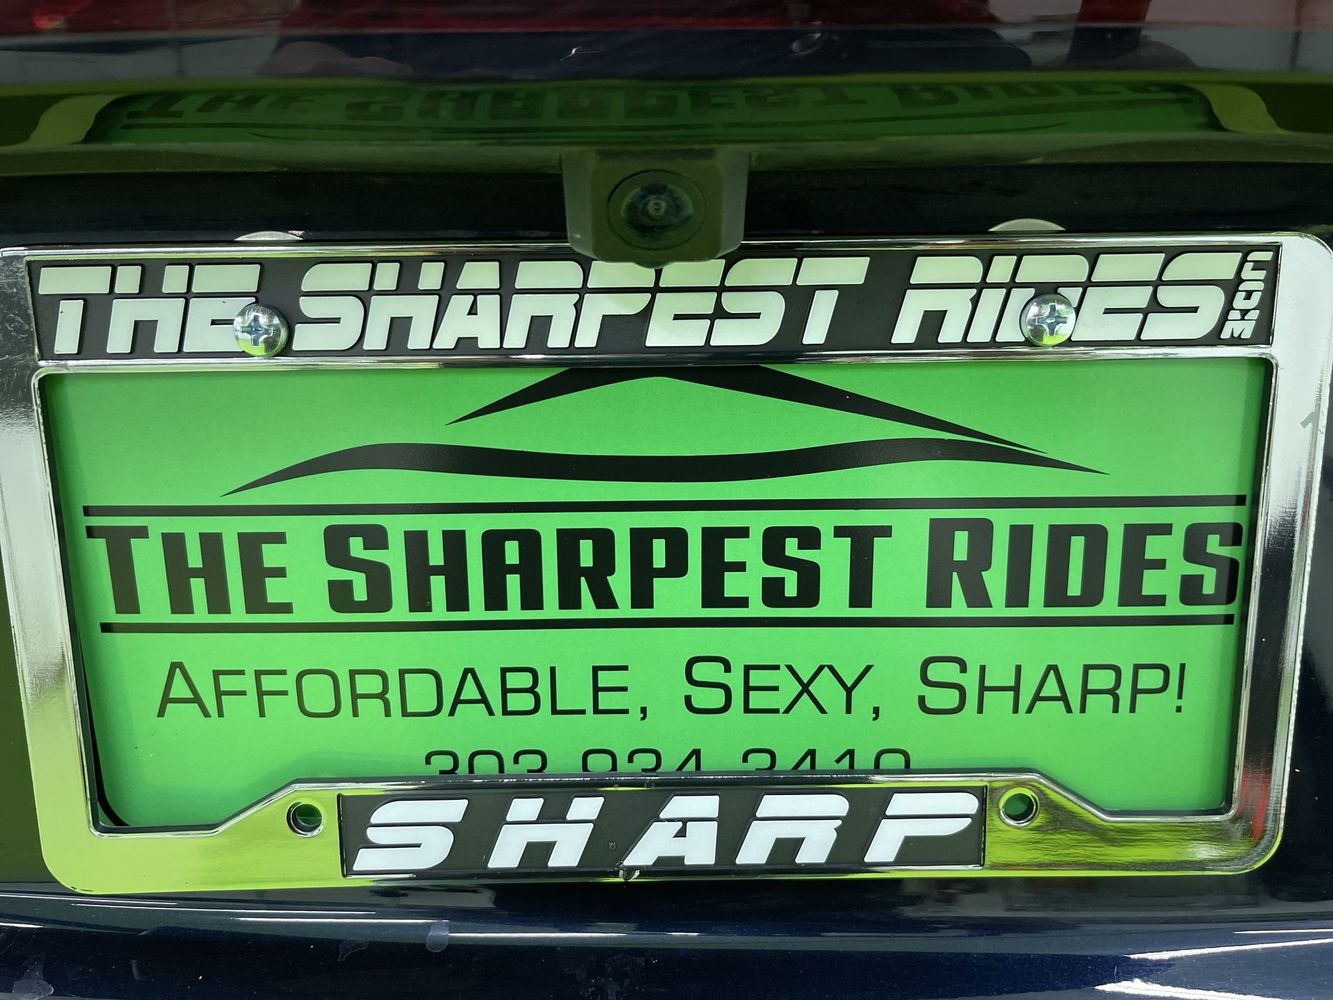 THE SHARPEST RIDES.COM
THE SHARPEST RIDES
AFFORDABLE, SEXY, SHARP!
SHARP